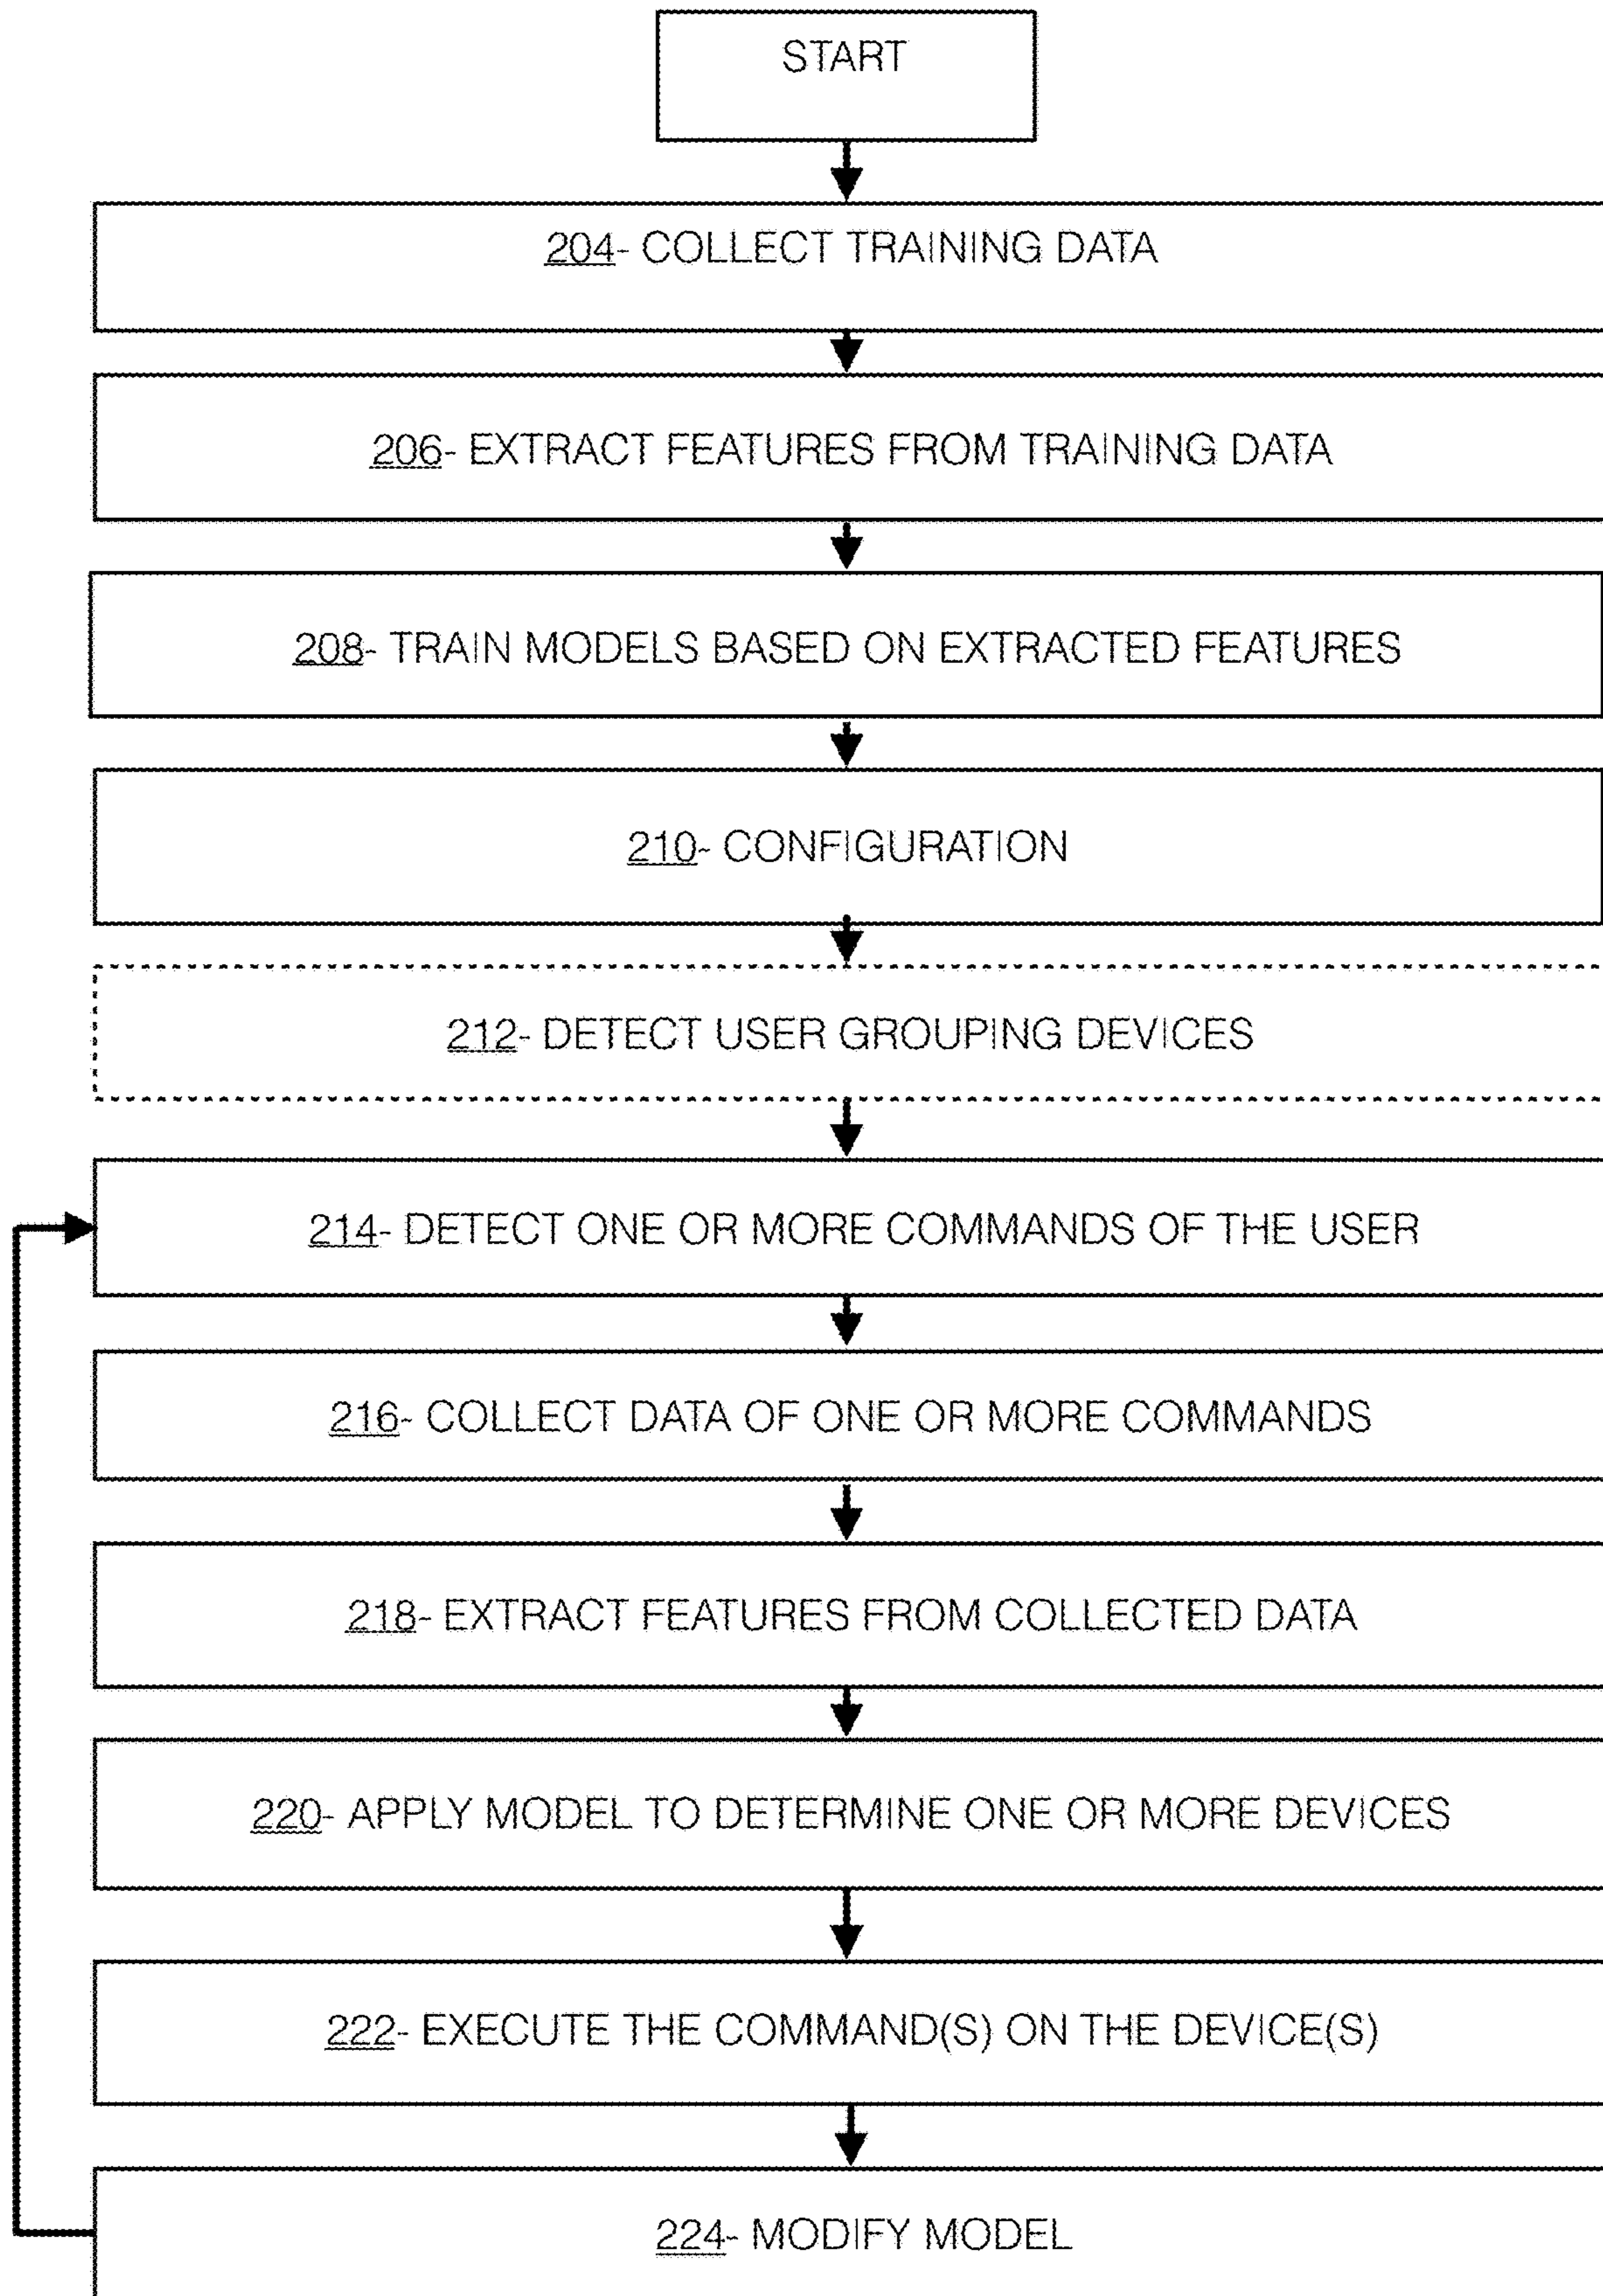 START
204- COLLECT TRAINING DATA
206- EXTRACT FEATURES FROM TRAINING DATA
208- TRAIN MODELS BASED ON EXTRACTED FEATURES
210- CONFIGURATION
212- DETECT USER GROUPING DEVICES
214- DETECT ONE OR MORE COMMANDS OF THE USER
216- COLLECT DATA OF ONE OR MORE COMMANDS
218- EXTRACT FEATURES FROM COLLECTED DATA
220- APPLY MODEL TO DETERMINE ONE OR MORE DEVICES
222- EXECUTE THE COMMAND(S) ON THE DEVICE(S)
224- MODIFY MODEL